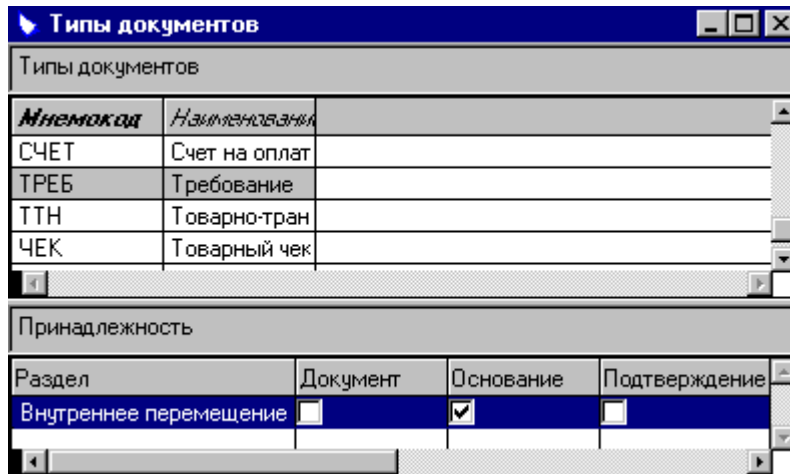 Типы документов
Типы документов
Мнемокод Наименовани
СЧЕТ Счет на оплат
ТРЕБ Требование
ТТН Товарно-тран
ЧЕК Товарный чек
Принадлежность
Раздел Документ Основание Подтверждение
Внутреннее перемещение